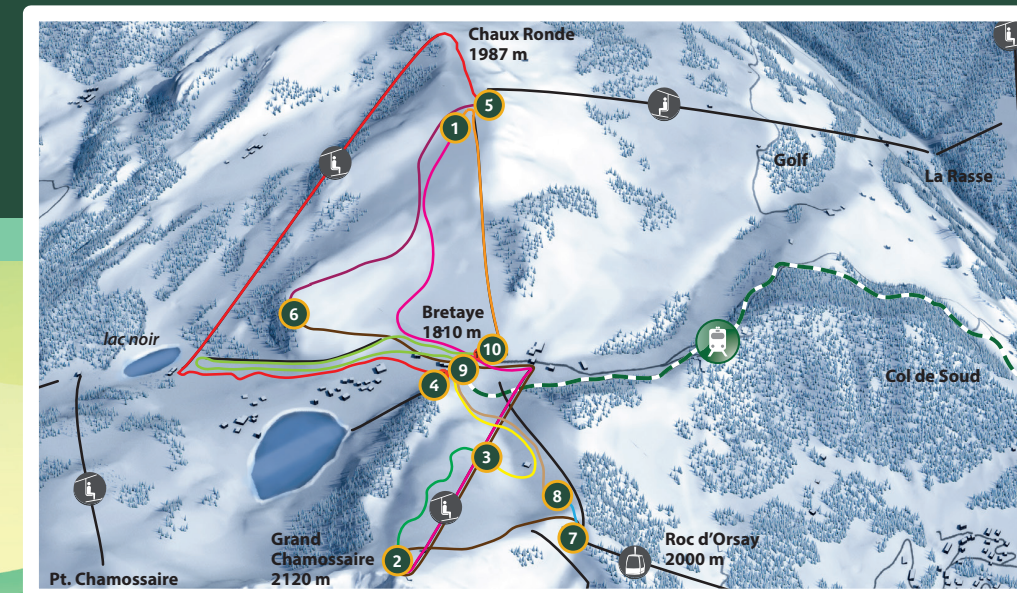 Chaux Ronde
1987 m
5
1
Golf
La Rasse
6
Bretaye
1810 m
lac noir
10
9
4
Col de Soud
3
8
7
2
Grand
Chamossaire
2120 m
Roc d’Orsay
2000 m
Pt. Chamossaire